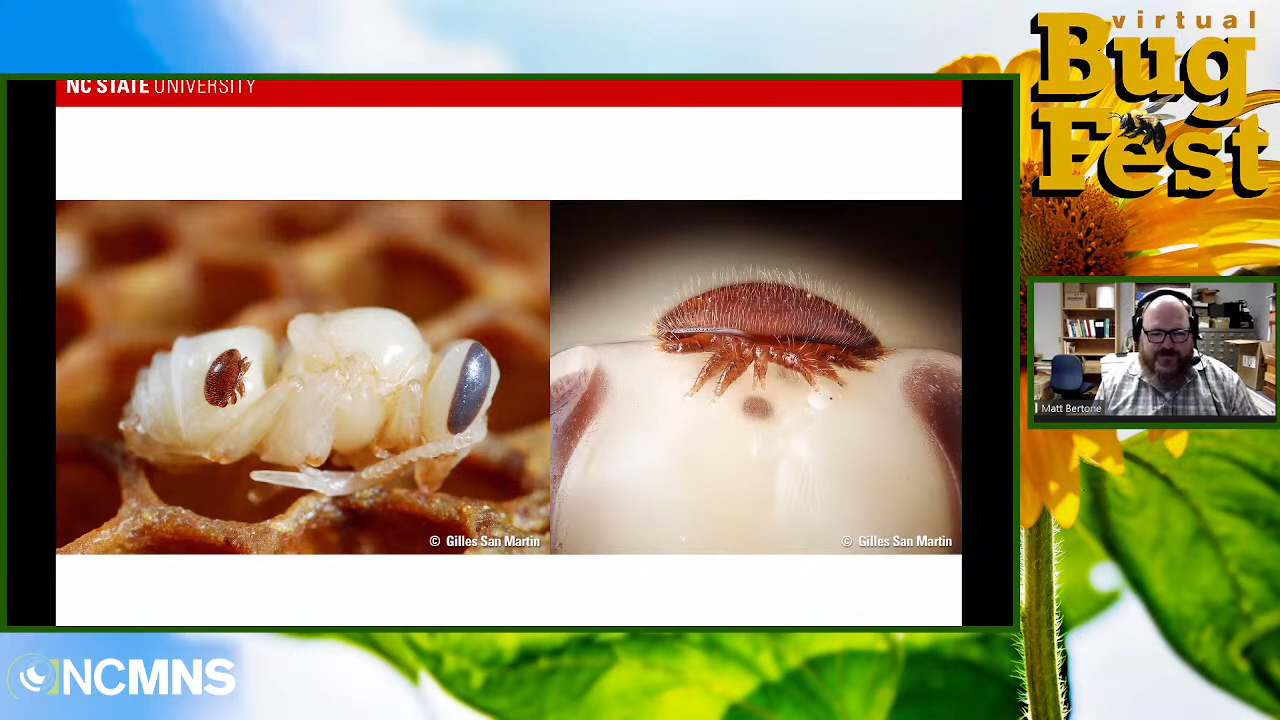 NC STATE UNIVERSITY
virtual
Bug
Fest
© Gilles San Martin
© Gilles San Martin
Matt Bertone
NCMNS